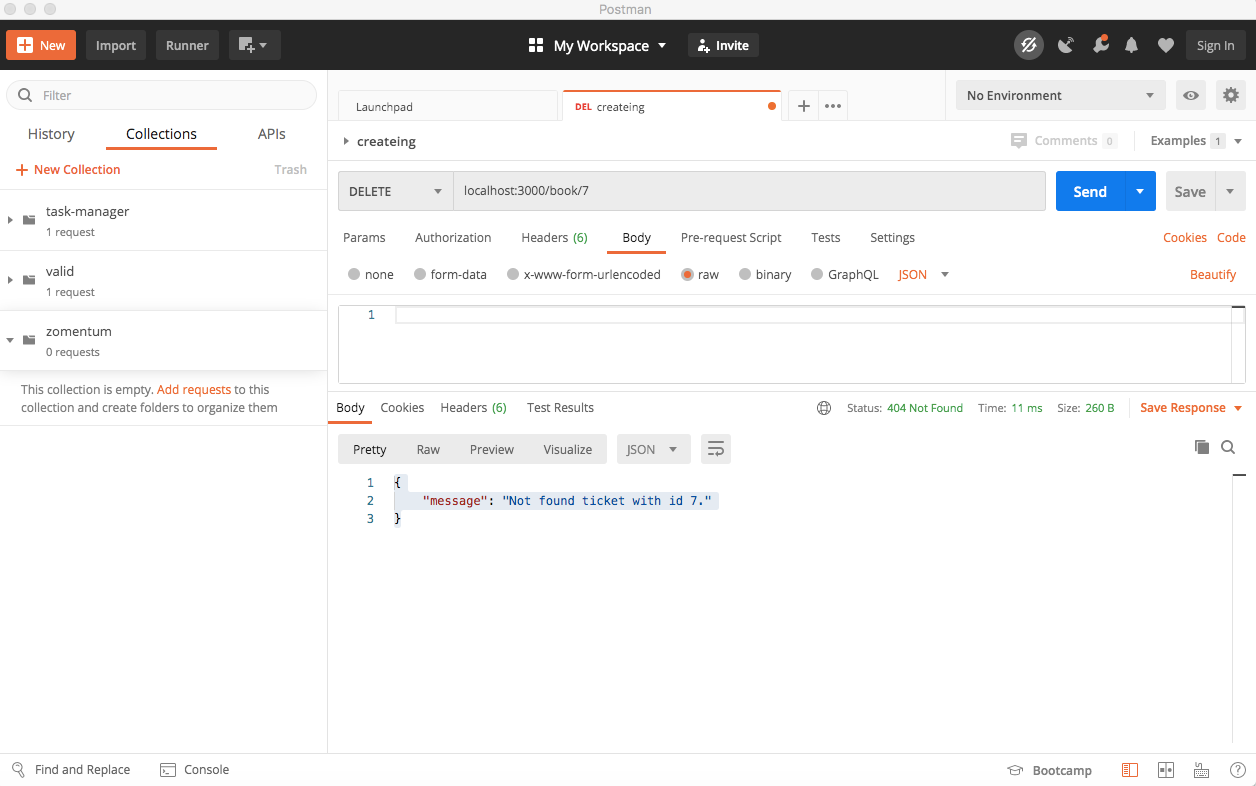 Postman
New Import Runner My Workspace Invite Sign In
Filter
History Collections APIs
New Collection Trash
task-manager
1 request
valid
1 request
zomentum
0 requests
This collection is empty. Add requests to this
collection and create folders to organize them
Launchpad DEL createing No Environment
createing Comments 0 Examples 1
DELETE localhost:3000/book/7 Send Save
Params Authorization Headers (6) Body Pre-request Script Tests Settings Cookies Code
none form-data x-www-form-urlencoded raw binary GraphQL JSON Beautify
1
Body Cookies Headers (6) Test Results Status: 404 Not Found Time: 11 ms Size: 260 B Save Response
Pretty Raw Preview Visualize JSON
1 {
2 "message": "Not found ticket with id 7."
3 }
Find and Replace Console Bootcamp